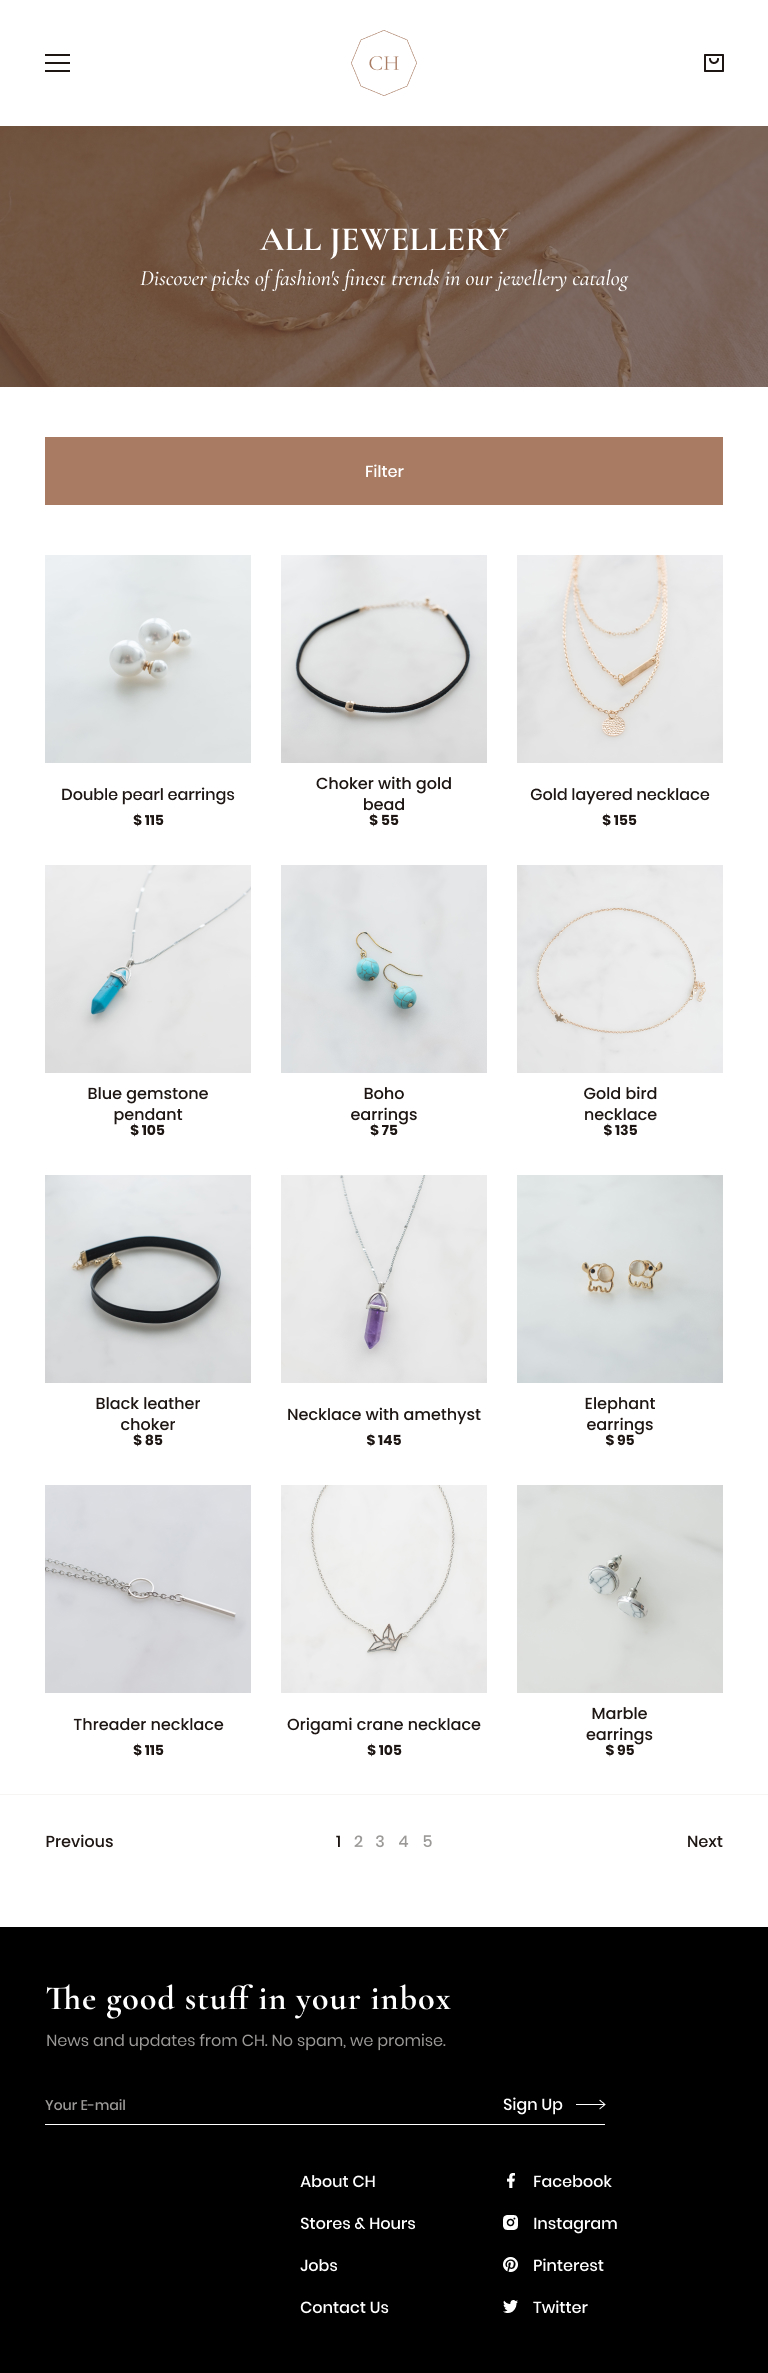 CH
ALL JEWELLERY
Discover picks of fashion's finest trends in our jewellery catalog
Filter
Double pearl earrings
$ 115
Choker with gold
bead
$ 55
Gold layered necklace
$ 155
Blue gemstone
pendant
$ 105
Boho
earrings
$ 75
Gold bird
necklace
$ 135
Black leather
choker
$ 85
Necklace with amethyst
$ 145
Elephant
earrings
$ 95
Threader necklace
$ 115
Origami crane necklace
$ 105
Marble
earrings
$ 95
Previous
1 2 3 4 5
Next
The good stuff in your inbox
News and updates from CH. No spam, we promise.
Your E-mail
Sign Up
About CH
Stores & Hours
Jobs
Contact Us
Facebook
Instagram
Pinterest
Twitter